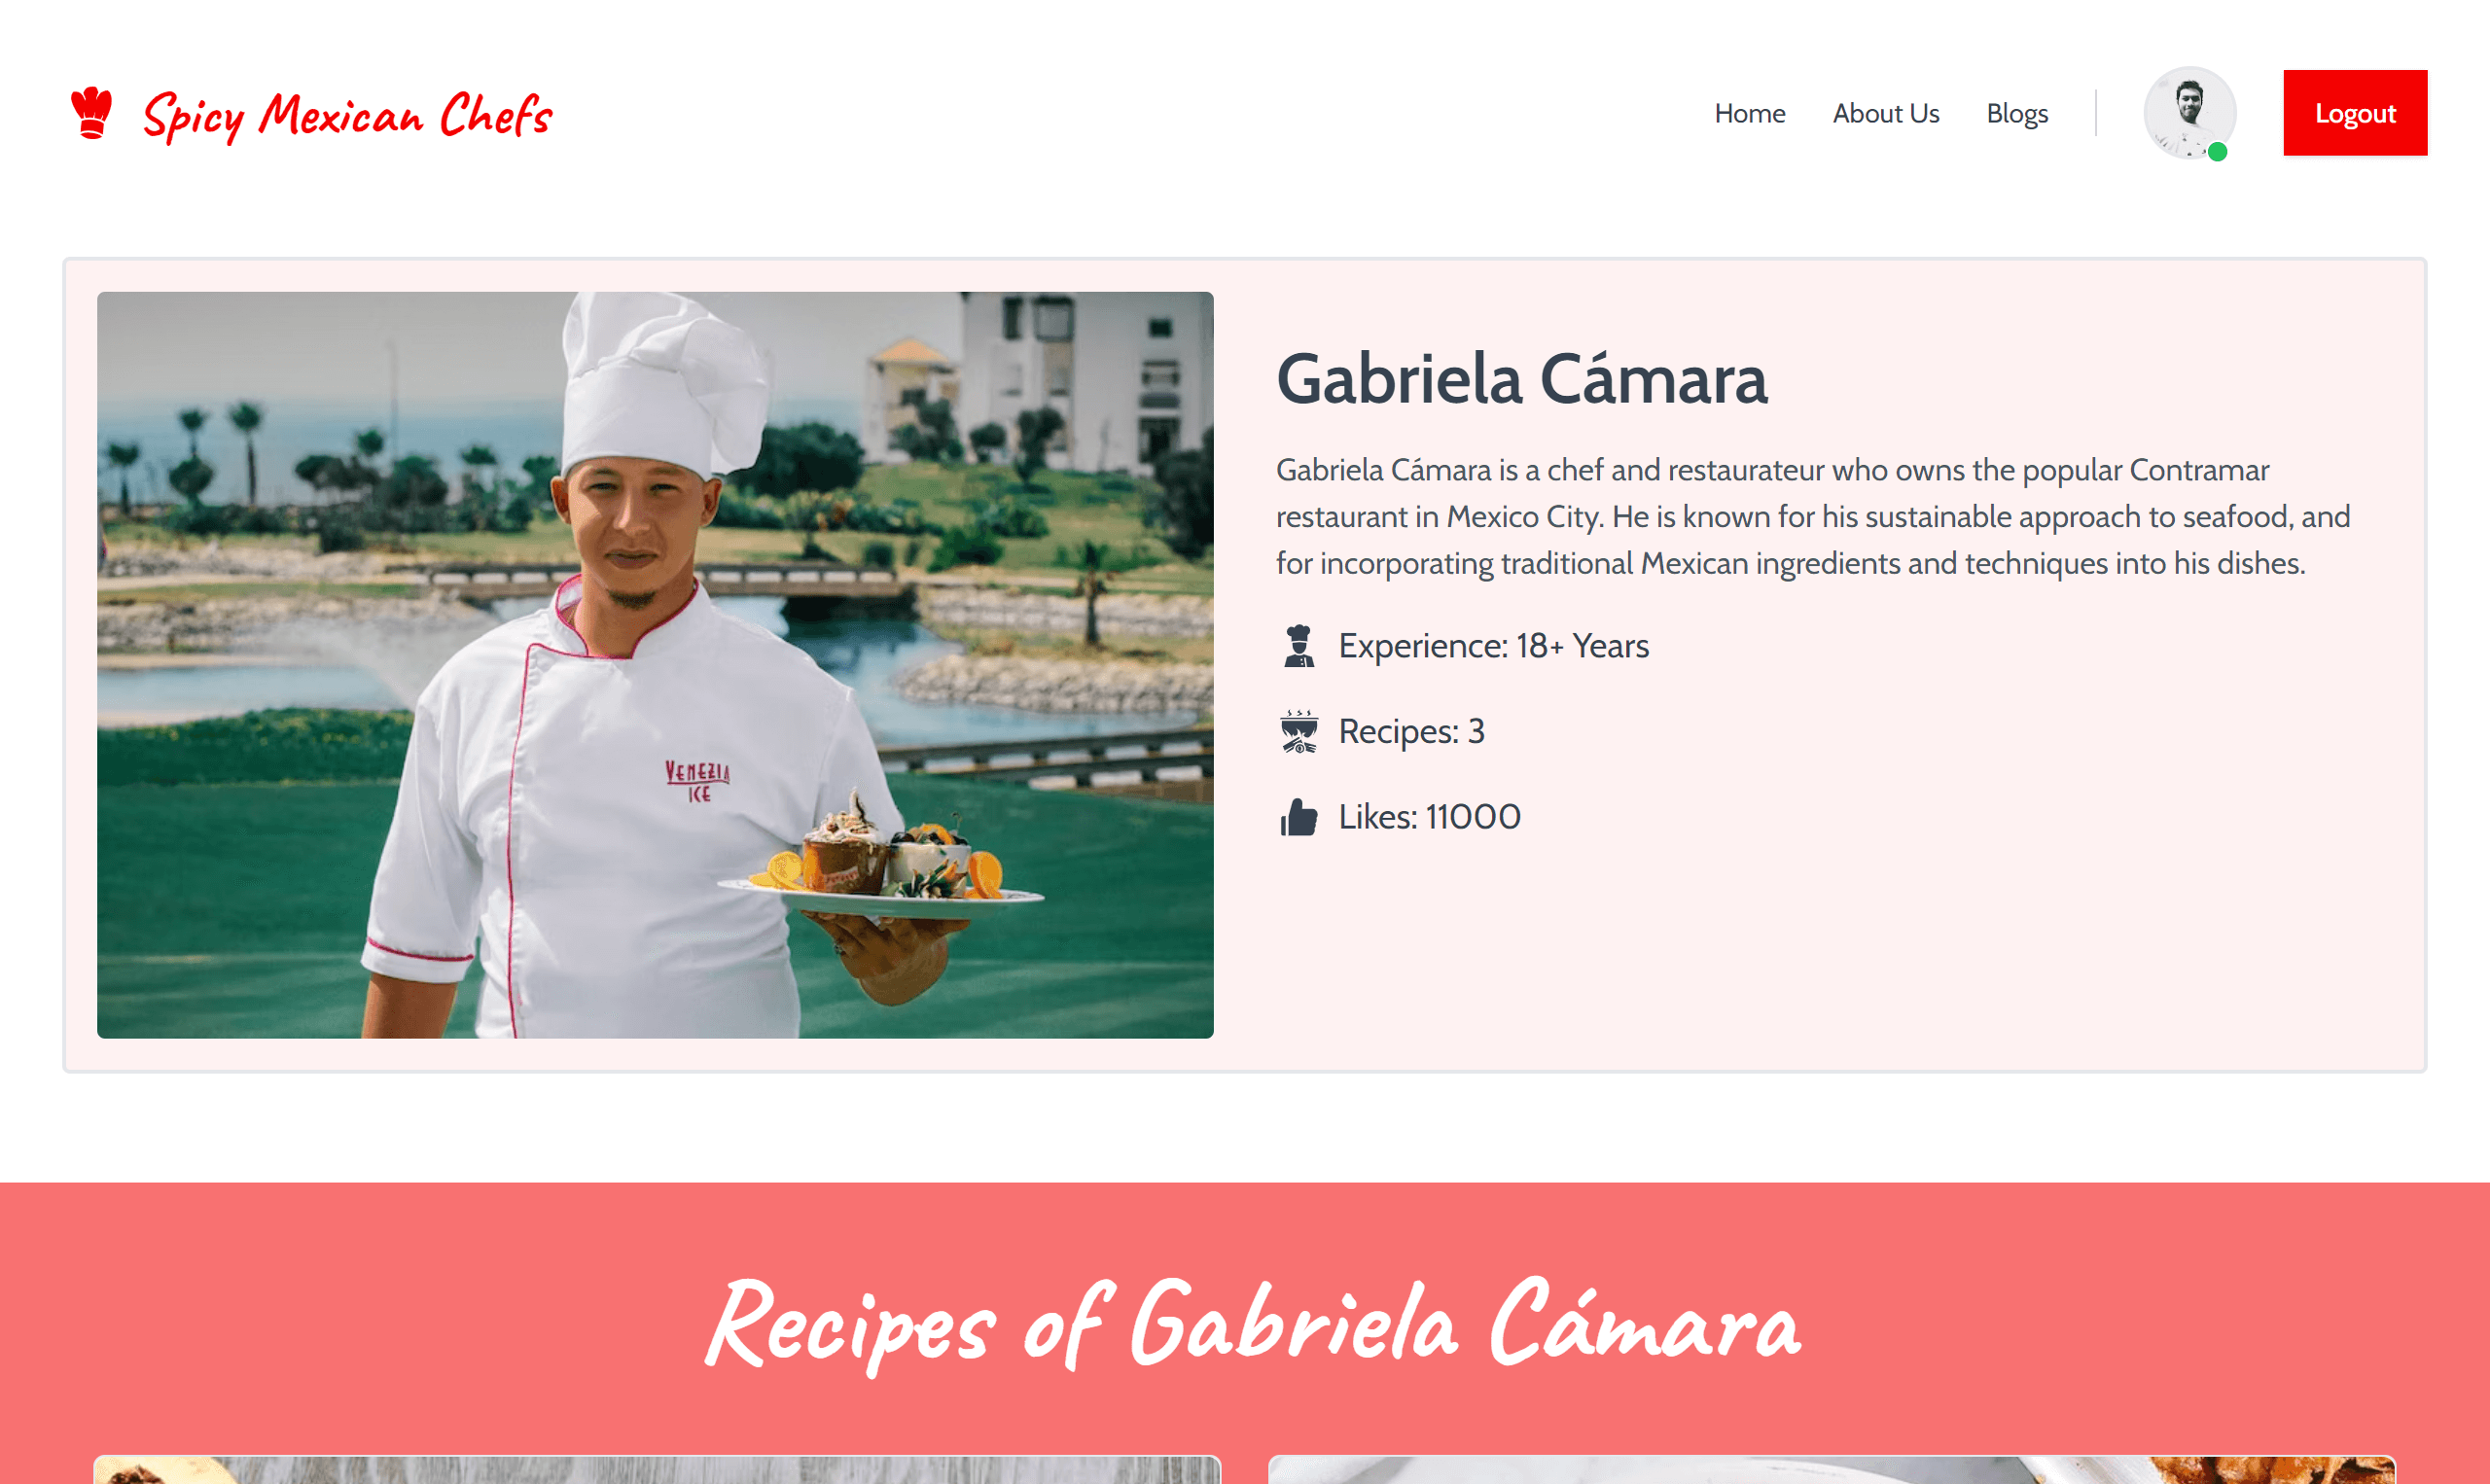 Spicy Mexican Chefs
Home
About Us
Blogs
Logout
Gabriela Cámara
Gabriela Cámara is a chef and restaurateur who owns the popular Contramar
restaurant in Mexico City. He is known for his sustainable approach to seafood, and
for incorporating traditional Mexican ingredients and techniques into his dishes.
Experience: 18+ Years
Recipes: 3
Likes: 11000
VENEZIA
ICE
Recipes of Gabriela Cámara